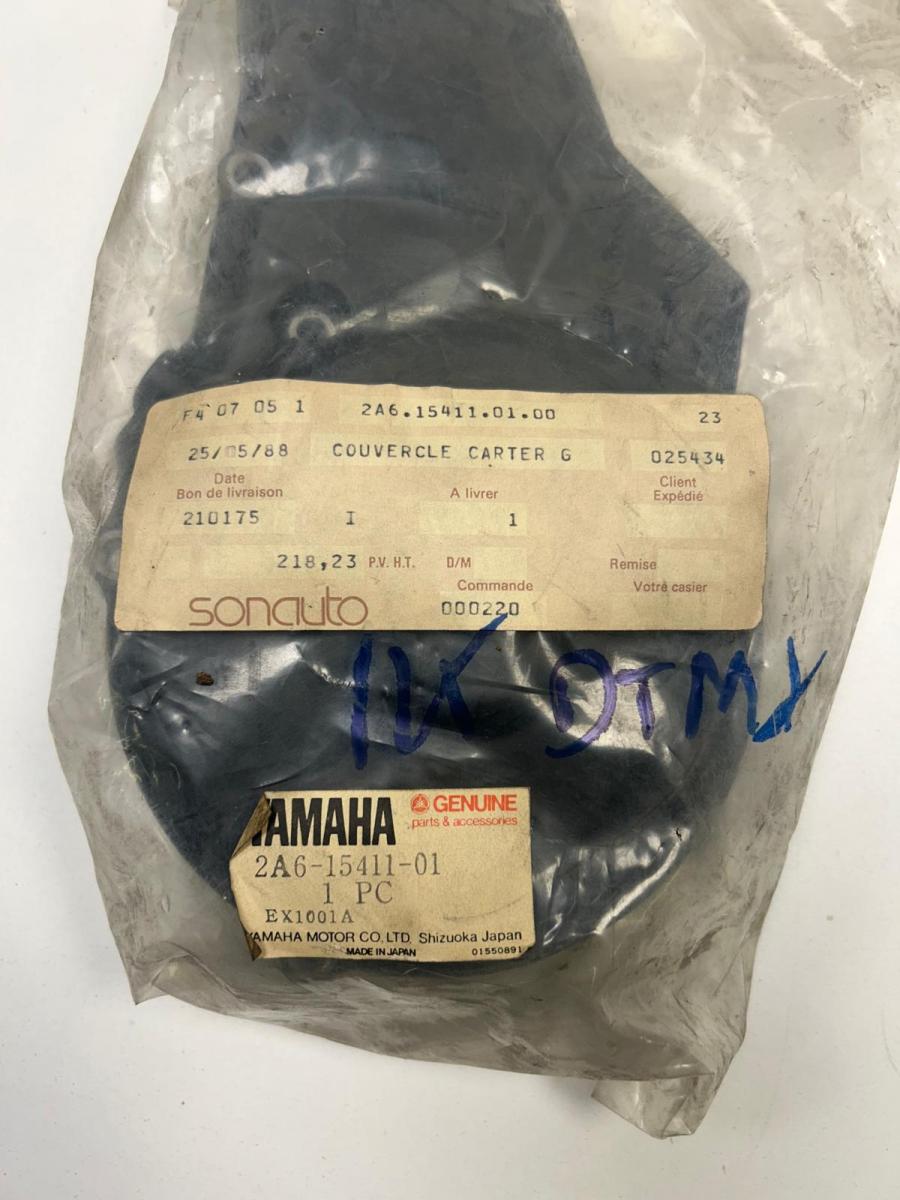 F4 07 05 1 2A6.15411.01.00 23
25/05/88 COUVERCLE CARTER G 025434
Date
Bon de livraison A livrer Client Expédié
210175 I 1
218,23 P.V. H.T. D/M Remise
Commande Votre casier
sonauto 000220
DTMX
YAMAHA GENUINE
parts & accessories
2A6-15411-01
1 PC
EX1001A
YAMAHA MOTOR CO., LTD. Shizuoka Japan
MADE IN JAPAN 01550891